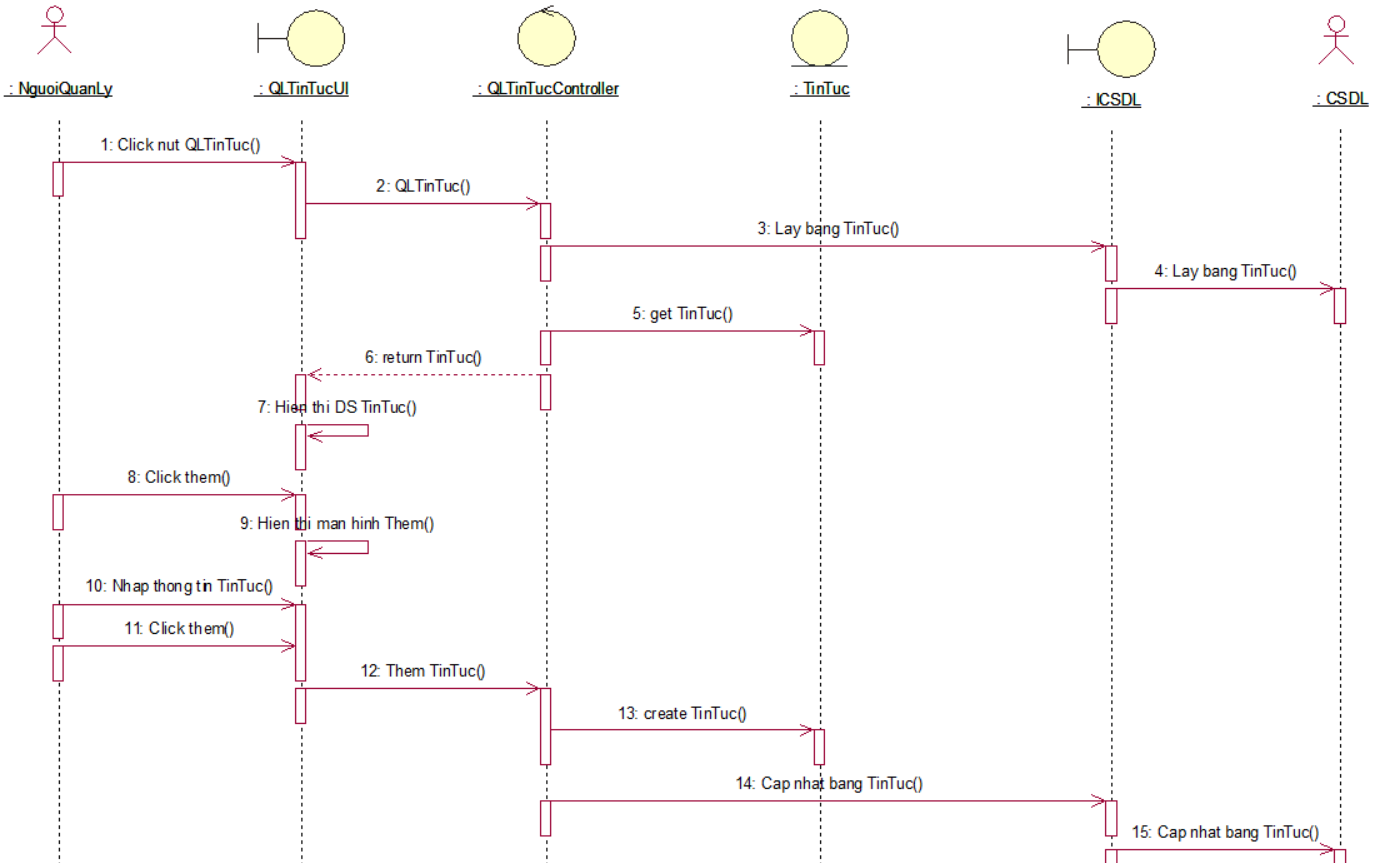 : NguoiQuanLy
: QLTinTucUI
: QLTinTucController
: TinTuc
: ICSDL
: CSDL
1: Click nut QLTinTuc()
2: QLTinTuc()
3: Lay bang TinTuc()
4: Lay bang TinTuc()
5: get TinTuc()
6: return TinTuc()
7: Hien thi DS TinTuc()
8: Click them()
9: Hien thi man hinh Them()
10: Nhap thong tin TinTuc()
11: Click them()
12: Them TinTuc()
13: create TinTuc()
14: Cap nhat bang TinTuc()
15: Cap nhat bang TinTuc()